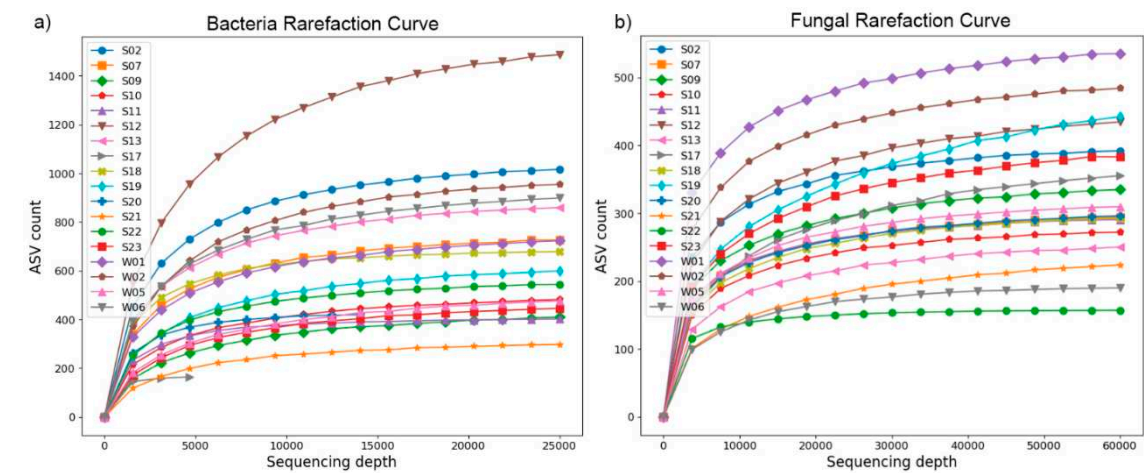 a)
Bacteria Rarefaction Curve
ASV count
1400
1200
1000
800
600
400
200
0
S02
S07
S09
S10
S11
S12
S13
S17
S18
S19
S20
S21
S22
S23
W01
W02
W05
W06
0
5000
10000
15000
20000
25000
Sequencing depth
b)
Fungal Rarefaction Curve
ASV count
500
400
300
200
100
0
S02
S07
S09
S10
S11
S12
S13
S17
S18
S19
S20
S21
S22
S23
W01
W02
W05
W06
0
10000
20000
30000
40000
50000
60000
Sequencing depth